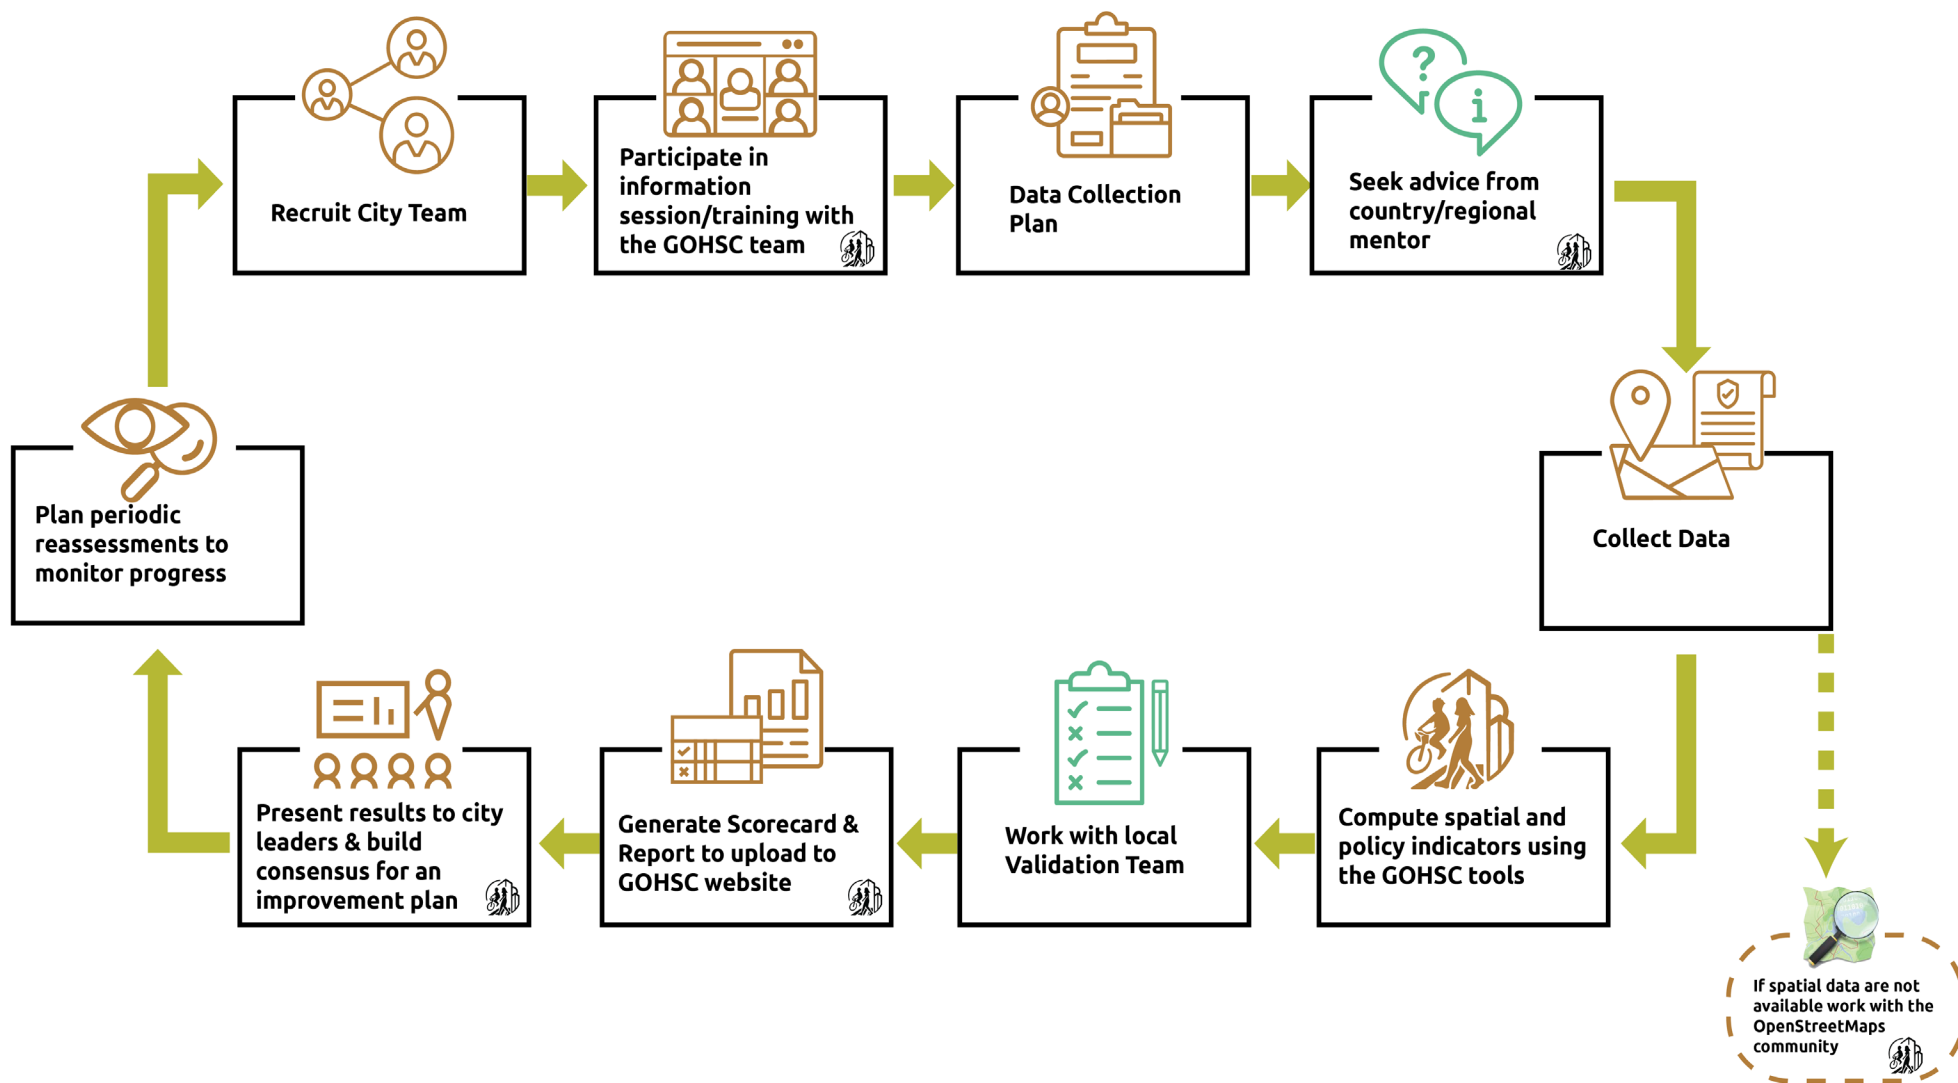 Recruit City Team
Participate in
information
session/training with
the GOHSC team
Data Collection
Plan
?
i
Seek advice from
country/regional
mentor
Collect Data
Compute spatial and
policy indicators using
the GOHSC tools
Work with local
Validation Team
Generate Scorecard &
Report to upload to
GOHSC website
Present results to city
leaders & build
consensus for an
improvement plan
Plan periodic
reassessments to
monitor progress
If spatial data are not
available work with the
OpenStreetMaps
community